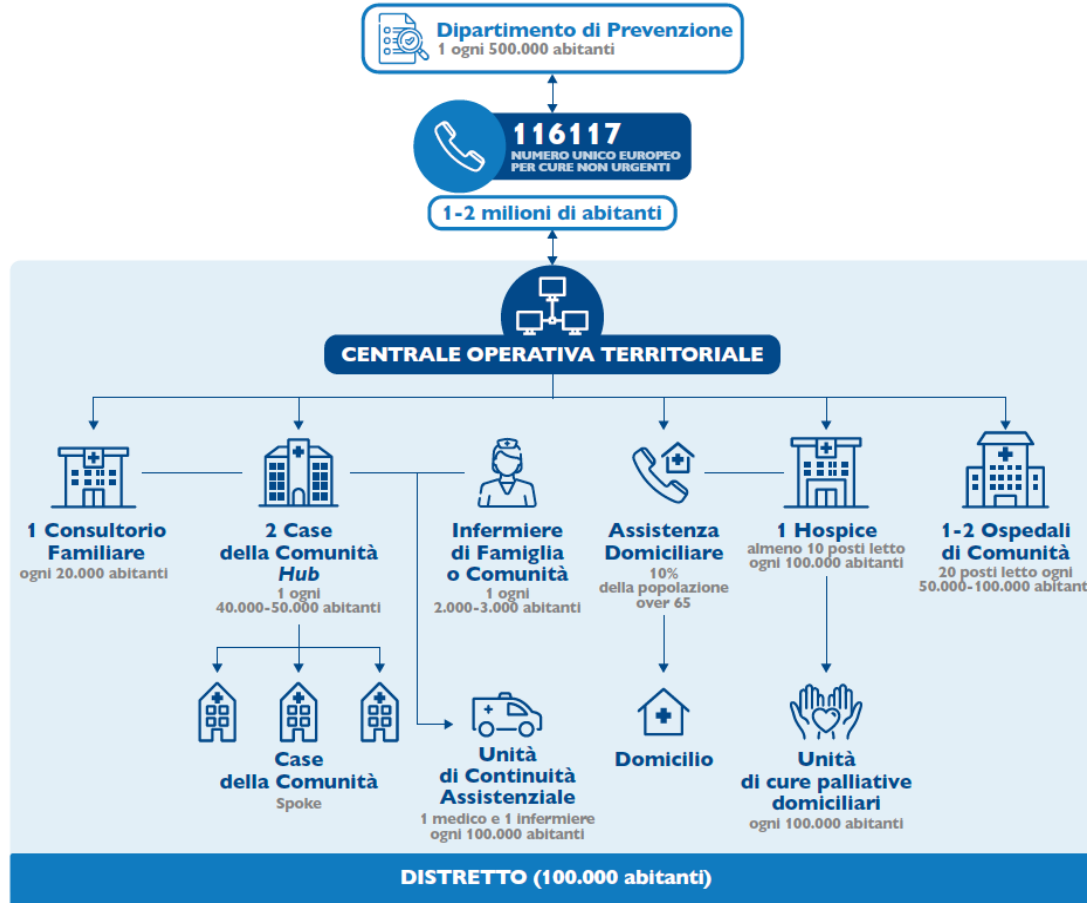 Dipartimento di Prevenzione
1 ogni 500.000 abitanti
116117
NUMERO UNICO EUROPEO
PER CURE NON URGENTI
1-2 milioni di abitanti
CENTRALE OPERATIVA TERRITORIALE
1 Consultorio
Familiare
ogni 20.000 abitanti
2 Case
della Comunità
Hub
1 ogni
40.000-50.000 abitanti
Infermiere
di Famiglia
o Comunità
1 ogni
2.000-3.000 abitanti
Assistenza
Domiciliare
10%
della popolazione
over 65
1 Hospice
almeno 10 posti letto
ogni 100.000 abitanti
1-2 Ospedali
di Comunità
20 posti letto ogni
50.000-100.000 abitant
Case
della Comunità
Spoke
Unità
di Continuità
Assistenziale
1 medico e 1 infermiere
ogni 100.000 abitanti
Domicilio
Unità
di cure palliative
domiciliari
ogni 100.000 abitanti
DISTRETTO (100.000 abitanti)